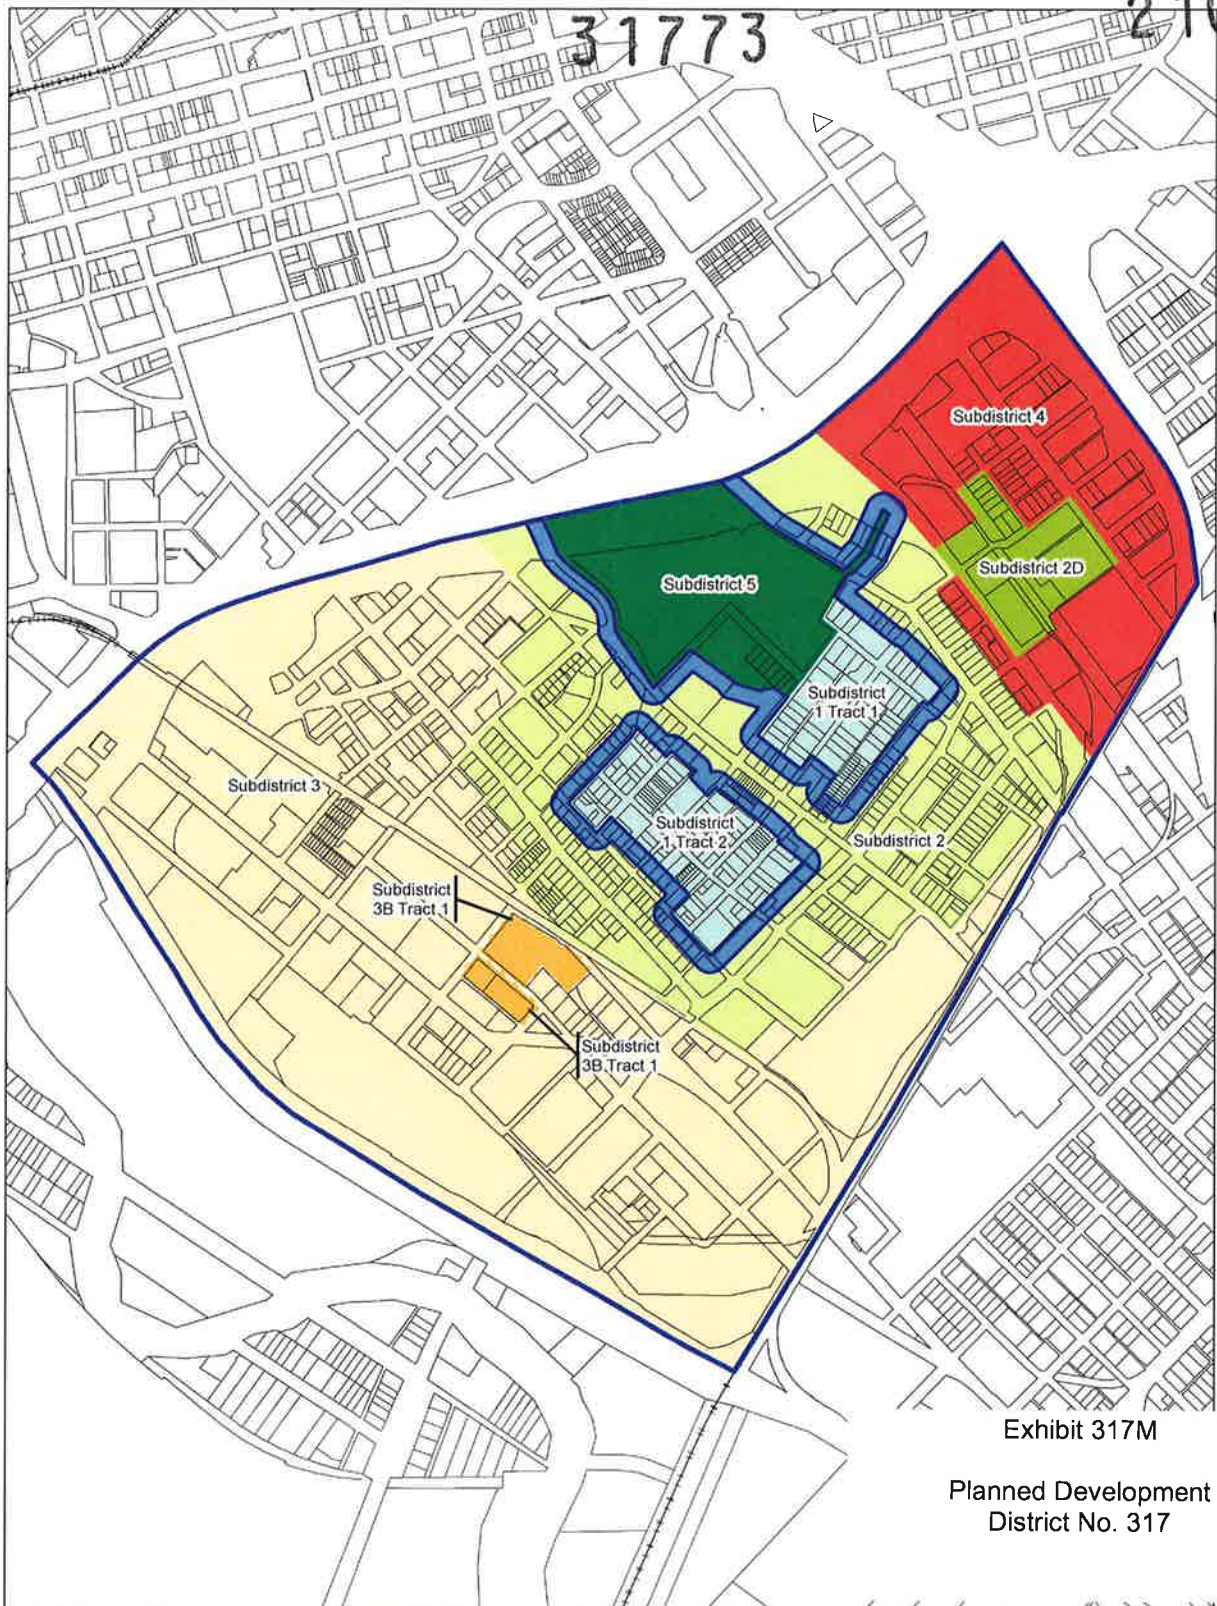 31773
Subdistrict 4
Subdistrict 2D
Subdistrict 5
Subdistrict
1 Tract 1
Subdistrict 3
Subdistrict
1 Tract 2
Subdistrict 2
Subdistrict
3B Tract 1
Subdistrict
3B Tract 1
Exhibit 317M
Planned Development
District No. 317